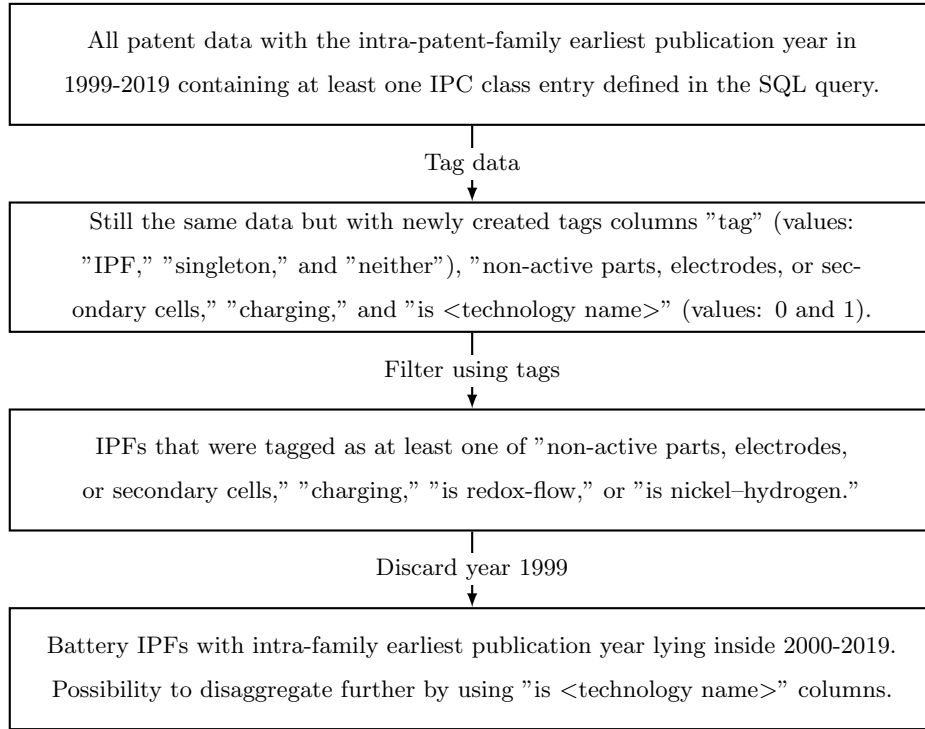 All patent data with the intra-patent-family earliest publication year in
1999-2019 containing at least one IPC class entry defined in the SQL query.
Tag data
Still the same data but with newly created tags columns ”tag” (values:
”IPF,” ”singleton,” and ”neither”), ”non-active parts, electrodes, or sec-
ondary cells,” ”charging,” and ”is <technology name>” (values: 0 and 1).
Filter using tags
IPFs that were tagged as at least one of ”non-active parts, electrodes,
or secondary cells,” ”charging,” ”is redox-flow,” or ”is nickel–hydrogen.”
Discard year 1999
Battery IPFs with intra-family earliest publication year lying inside 2000-2019.
Possibility to disaggregate further by using ”is <technology name>” columns.